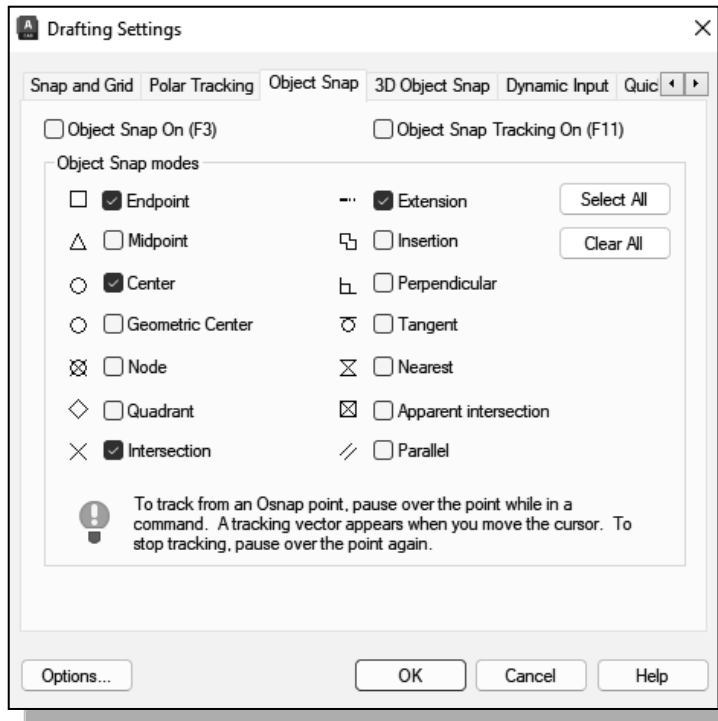 A
CAD
Drafting Settings
Snap and Grid Polar Tracking Object Snap 3D Object Snap Dynamic Input Quic
Object Snap On (F3) Object Snap Tracking On (F11)
Object Snap modes
Endpoint Extension Select All
Midpoint Insertion Clear All
Center Perpendicular
Geometric Center Tangent
Node Nearest
Quadrant Apparent intersection
Intersection Parallel
To track from an Osnap point, pause over the point while in a
command. A tracking vector appears when you move the cursor. To
stop tracking, pause over the point again.
Options... OK Cancel Help